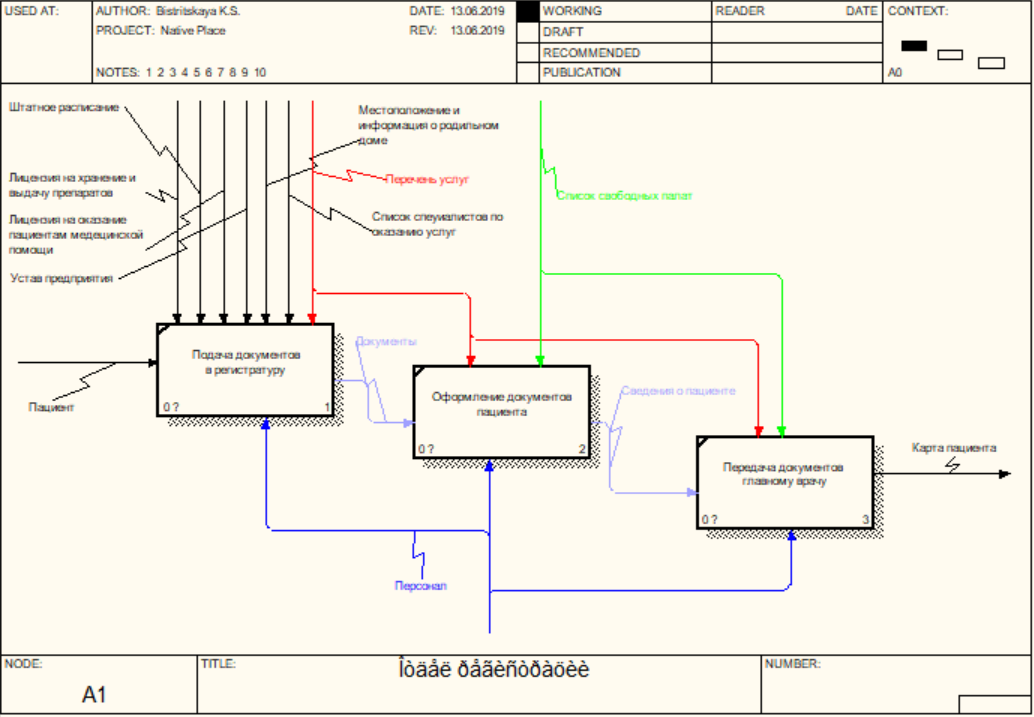 USED AT:
AUTHOR: Bistritskaya K.S.
DATE: 13.06.2019
PROJECT: Native Place
REV: 13.06.2019
NOTES: 1 2 3 4 5 6 7 8 9 10
WORKING
DRAFT
RECOMMENDED
PUBLICATION
READER
DATE
CONTEXT:
A0
Штатное расписание
Лицензия на хранение и
выдачу препаратов
Лицензия на оказание
пациентам медецинской
помощи
Устав предприятия
Местоположение и
информация о родильном
доме
Перечень услуг
Список спеуиалистов по
оказанию услуг
Список свободных палат
Пациент
Подача документов
в регистратуру
0 ?
1
Документы
Оформление документов
пациента
0 ?
2
Сведения о пациенте
Передача документов
главному врачу
0 ?
3
Карта пациента
Персонал
NODE:
A1
TITLE:
Îòäåë ðåãèñòðàöèè
NUMBER: